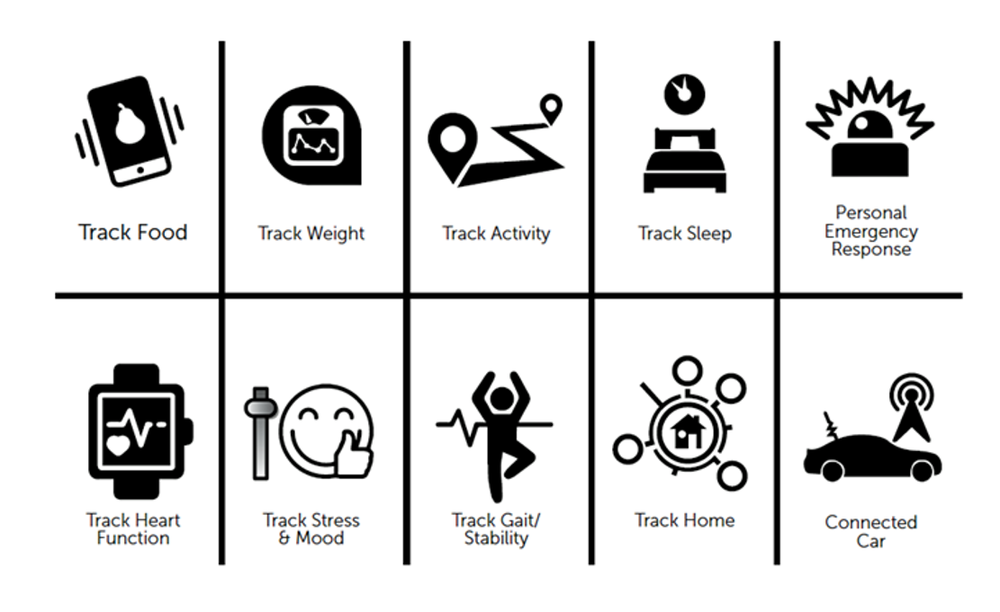 Track Food
Track Weight
Track Activity
Track Sleep
Personal
Emergency
Response
Track Heart
Function
Track Stress
& Mood
Track Gait/
Stability
Track Home
Connected
Car